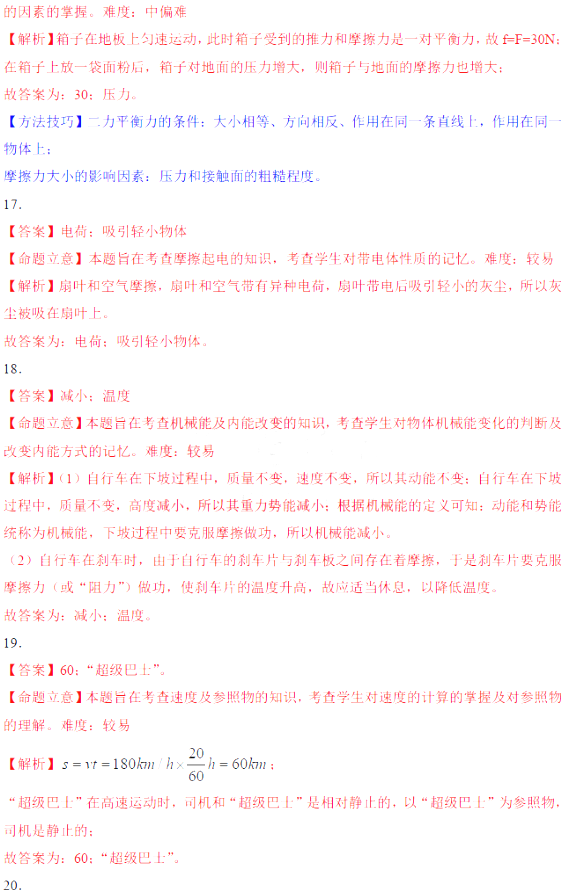 的因素的掌握。难度：中偏难
【解析】箱子在地板上匀速运动，此时箱子受到的推力和摩擦力是一对平衡力，故 f=F=30N；
在箱子上放一袋面粉后，箱子对地面的压力增大，则箱子与地面的摩擦力也增大；
故答案为：30；压力。
【方法技巧】二力平衡力的条件：大小相等、方向相反、作用在同一条直线上，作用在同一
物体上；
摩擦力大小的影响因素：压力和接触面的粗糙程度。
17.
【答案】电荷；吸引轻小物体
【命题立意】本题旨在考查摩擦起电的知识，考查学生对带电体性质的记忆。难度：较易
【解析】扇叶和空气摩擦，扇叶和空气带有异种电荷，扇叶带电后吸引轻小的灰尘，所以灰
尘被吸在扇叶上。
故答案为：电荷；吸引轻小物体。
18.
【答案】减小；温度
【命题立意】本题旨在考查机械能及内能改变的知识，考查学生对物体机械能变化的判断及
改变内能方式的记忆。难度：较易
【解析】（1）自行车在下坡过程中，质量不变，速度不变，所以其动能不变；自行车在下坡
过程中，质量不变，高度减小，所以其重力势能减小；根据机械能的定义可知：动能和势能
统称为机械能，下坡过程中要克服摩擦做功，所以机械能减小。
（2）自行车在刹车时，由于自行车的刹车片与刹车板之间存在着摩擦，于是刹车片要克服
摩擦力（或“阻力”）做功，使刹车片的温度升高，故应适当休息，以降低温度。
故答案为：减小；温度。
19.
【答案】60；“超级巴士”。
【命题立意】本题旨在考查速度及参照物的知识，考查学生对速度的计算的掌握及对参照物
的理解。难度：较易
【解析】s = vt = 180km / h × 20/60 h = 60km；
“超级巴士”在高速运动时，司机和“超级巴士”是相对静止的，以“超级巴士”为参照物，
司机是静止的；
故答案为：60；“超级巴士”。
20.